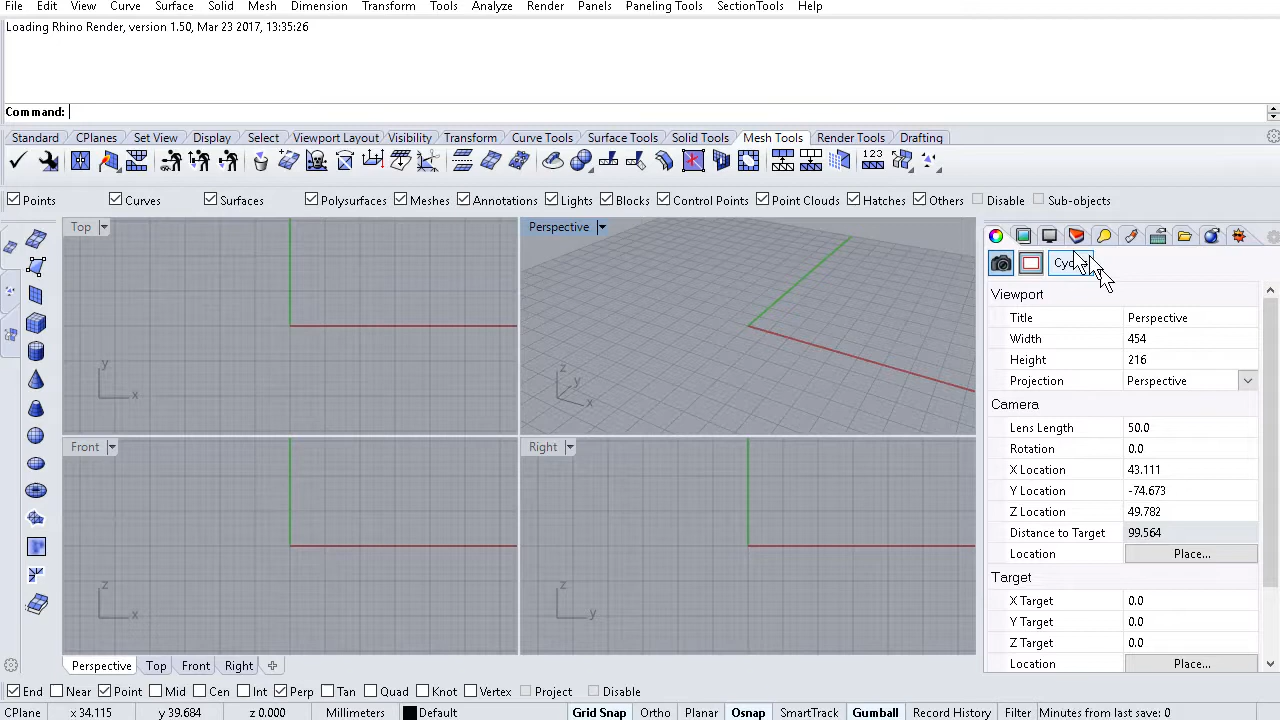 File Edit View Curve Surface Solid Mesh Dimension Transform Tools Analyze Render Panels Paneling Tools SectionTools Help
Loading Rhino Render, version 1.50, Mar 23 2017, 13:35:26
Command:
Standard CPlanes Set View Display Select Viewport Layout Visibility Transform Curve Tools Surface Tools Solid Tools Mesh Tools Render Tools Drafting
123
Points Curves Surfaces Polysurfaces Meshes Annotations Lights Blocks Control Points Point Clouds Hatches Others Disable Sub-objects
Top
Perspective
Viewport
Title Perspective
Width 454
Height 216
Projection Perspective
Camera
Lens Length 50.0
Rotation 0.0
X Location 43.111
Y Location -74.673
Z Location 49.782
Distance to Target 99.564
Location Place...
Target
X Target 0.0
Y Target 0.0
Z Target 0.0
Location Place...
y
x
z
y
x
Front
Right
z
x
z
y
Perspective Top Front Right
End Near Point Mid Cen Int Perp Tan Quad Knot Vertex Project Disable
CPlane x 34.115 y 39.684 z 0.000 Millimeters Default Grid Snap Ortho Planar Osnap SmartTrack Gumball Record History Filter Minutes from last save: 0